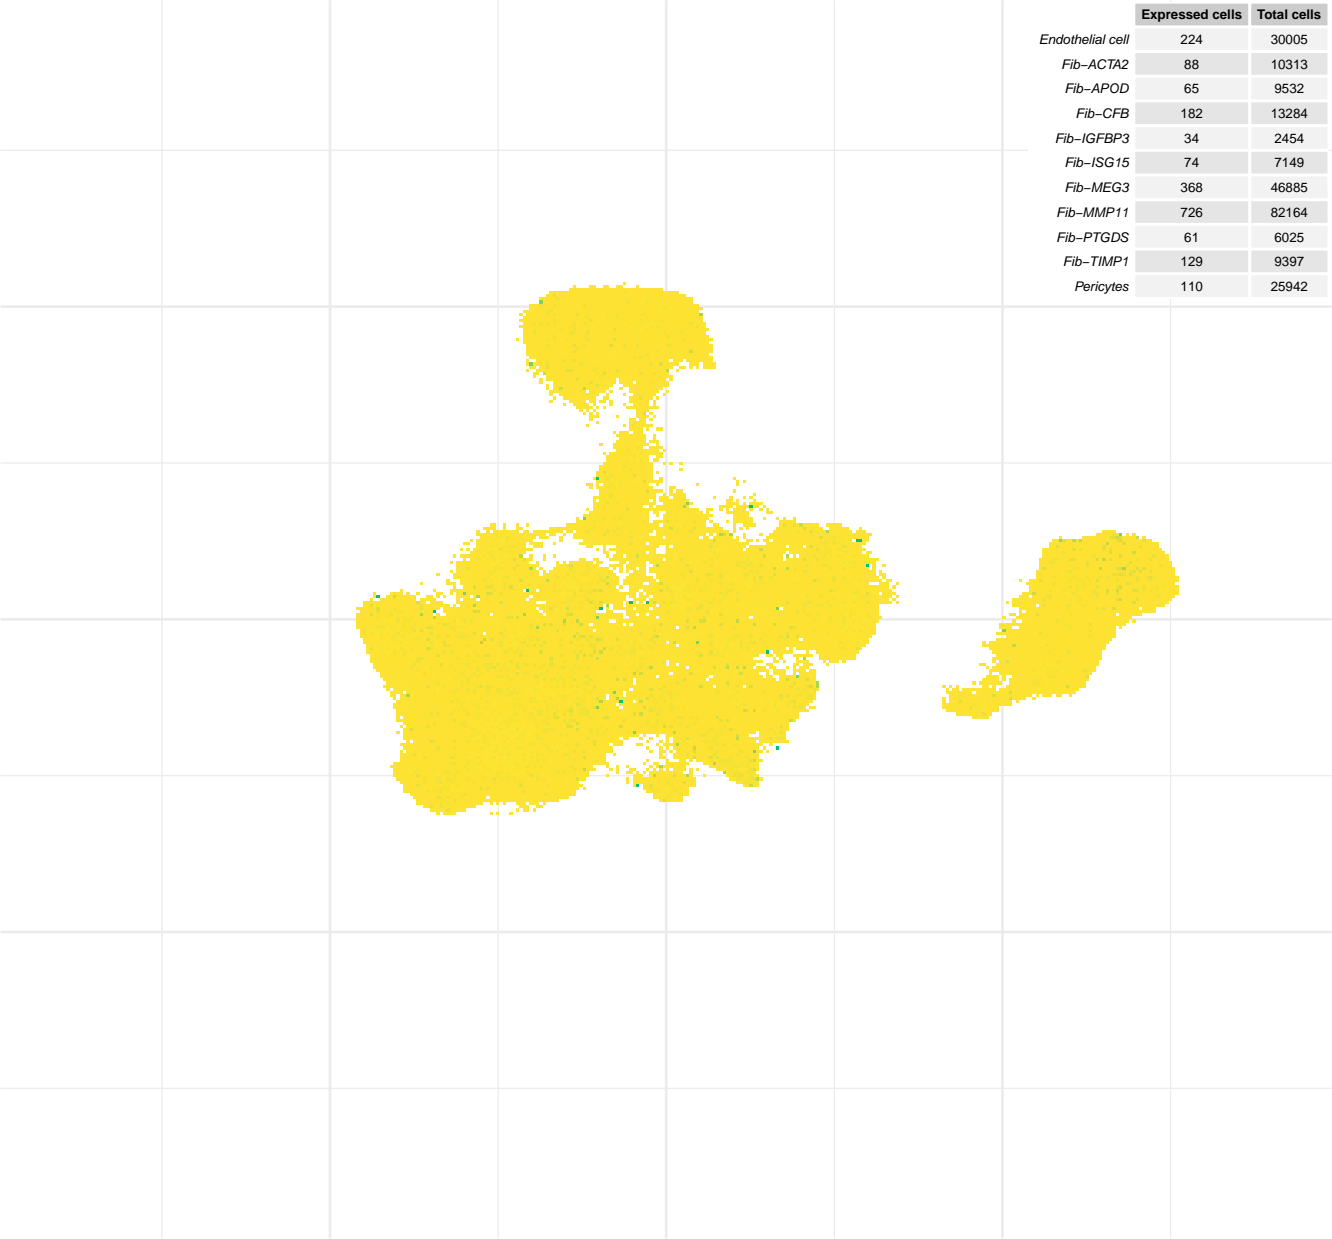 Expressed cells Total cells
Endothelial cell 224 30005
Fib−ACTA2 88 10313
Fib−APOD 65 9532
Fib−CFB 182 13284
Fib−IGFBP3 34 2454
Fib−ISG15 74 7149
Fib−MEG3 368 46885
Fib−MMP11 726 82164
Fib−PTGDS 61 6025
Fib−TIMP1 129 9397
Pericytes 110 25942